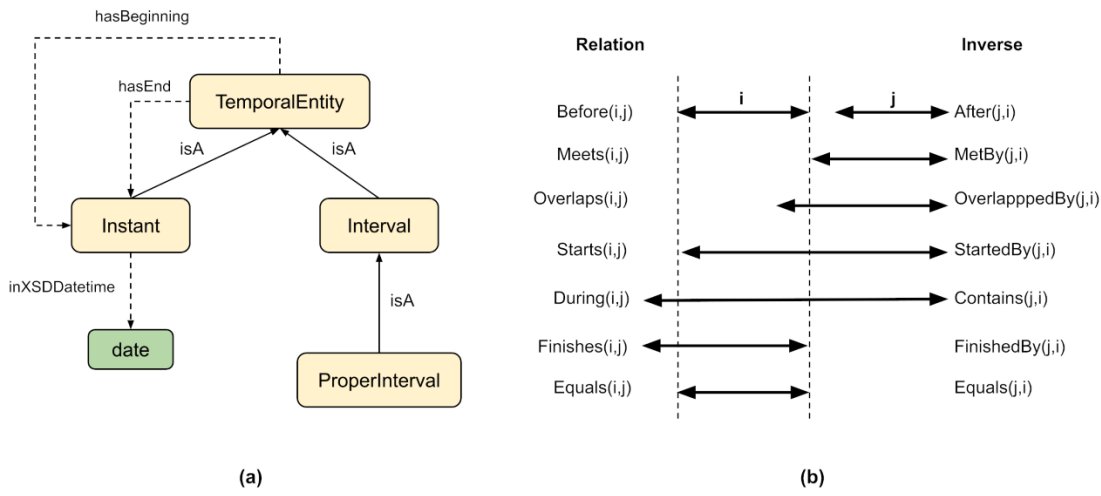 hasBeginning
hasEnd
TemporalEntity
isA
isA
Instant
Interval
inXSDDatetime
isA
date
ProperInterval
(a)
Relation
Inverse
Before(i,j)
i
j
After(j,i)
Meets(i,j)
MetBy(j,i)
Overlaps(i,j)
OverlapppedBy(j,i)
Starts(i,j)
StartedBy(j,i)
During(i,j)
Contains(j,i)
Finishes(i,j)
FinishedBy(j,i)
Equals(i,j)
Equals(j,i)
(b)